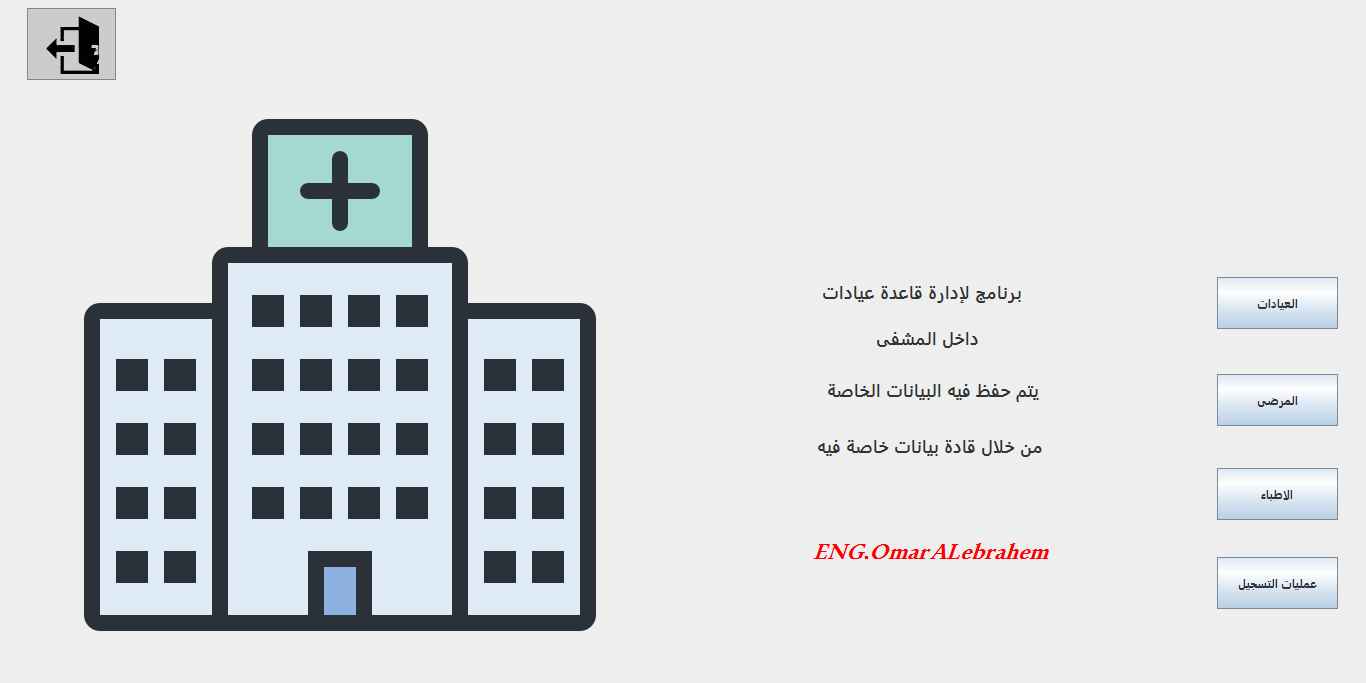 برنامج لإدارة قاعدة عيادات
داخل المشفى
يتم حفظ فيه البيانات الخاصة
من خلال قادة بيانات خاصة فيه
ENG.Omar ALebrahem
العيادات
المرضى
الاطباء
عمليات التسجيل